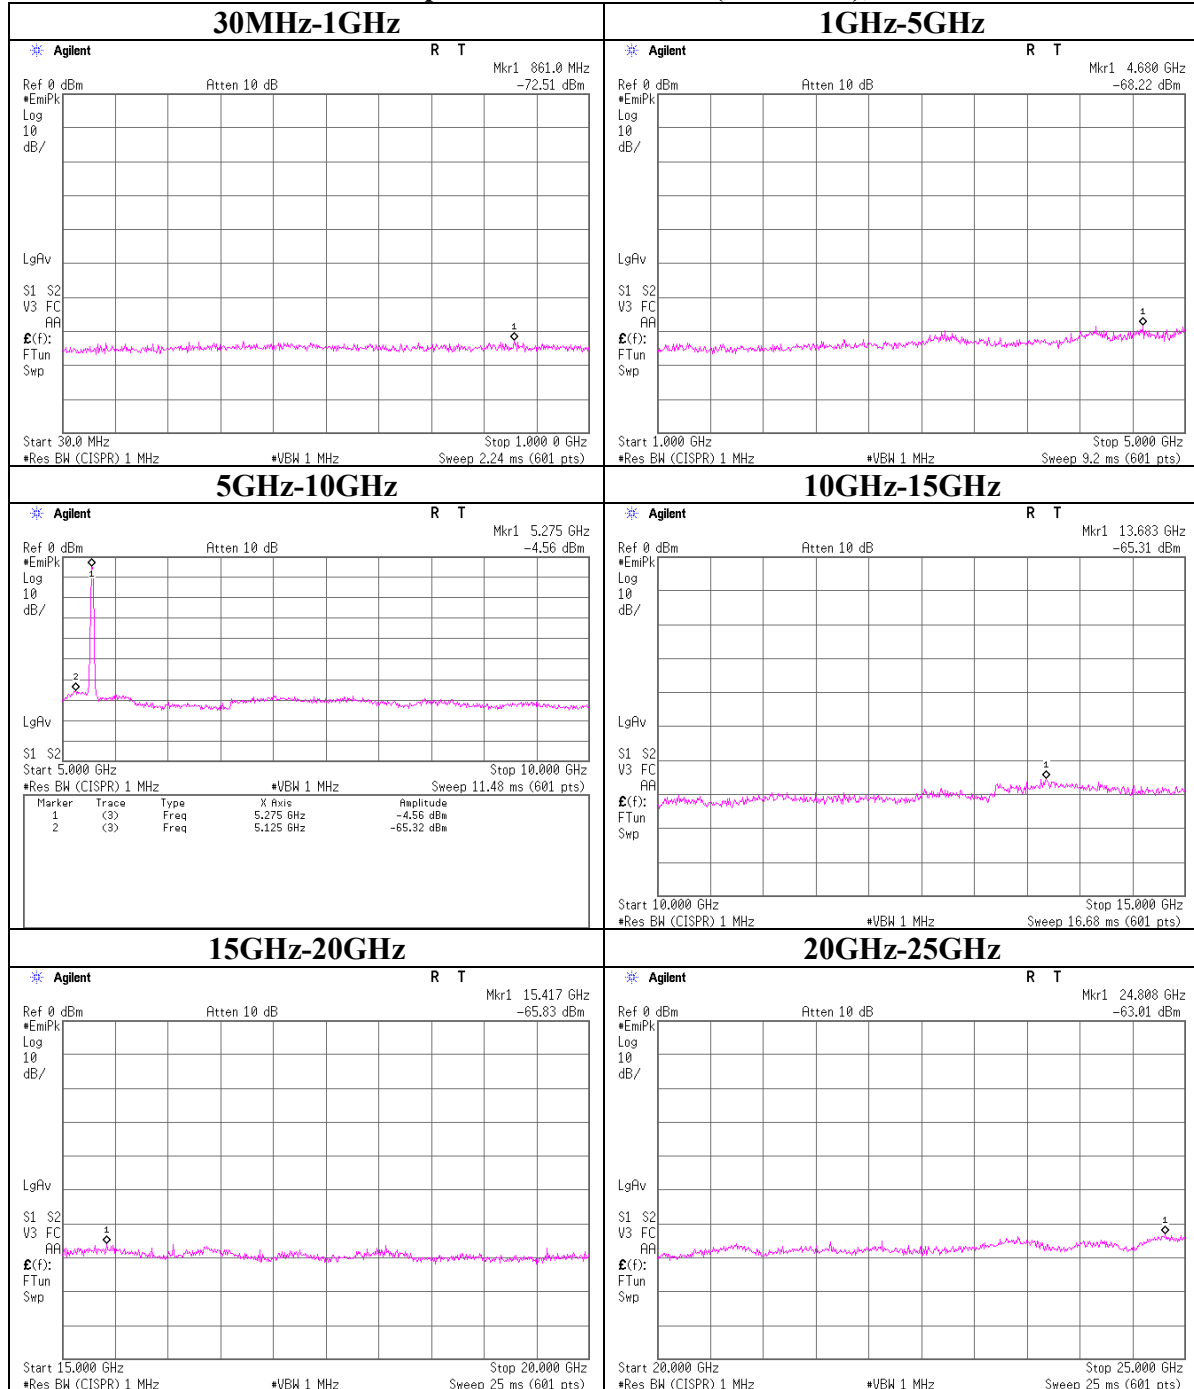 30MHz-1GHz
Agilent R T
Mkr1 861.0 MHz
Ref 0 dBm Atten 10 dB -72.51 dBm
#EmiPk
Log
10
dB/
LgAv
S1 S2
V3 FC
AA
£(f):
FTun
Swp
1
Start 30.0 MHz Stop 1.000 0 GHz
#Res BW (CISPR) 1 MHz #VBW 1 MHz Sweep 2.24 ms (601 pts)
1GHz-5GHz
Agilent R T
Mkr1 4.680 GHz
Ref 0 dBm Atten 10 dB -68.22 dBm
#EmiPk
Log
10
dB/
LgAv
S1 S2
V3 FC
AA
£(f):
FTun
Swp
1
Start 1.000 GHz Stop 5.000 GHz
#Res BW (CISPR) 1 MHz #VBW 1 MHz Sweep 9.2 ms (601 pts)
5GHz-10GHz
Agilent R T
Mkr1 5.275 GHz
Ref 0 dBm Atten 10 dB -4.56 dBm
#EmiPk
Log
10
dB/
1
2
LgAv
S1 S2
Start 5.000 GHz Stop 10.000 GHz
#Res BW (CISPR) 1 MHz #VBW 1 MHz Sweep 11.48 ms (601 pts)
Marker Trace Type X Axis Amplitude
1 (3) Freq 5.275 GHz -4.56 dBm
2 (3) Freq 5.125 GHz -65.32 dBm
10GHz-15GHz
Agilent R T
Mkr1 13.683 GHz
Ref 0 dBm Atten 10 dB -65.31 dBm
#EmiPk
Log
10
dB/
LgAv
S1 S2
V3 FC
AA
£(f):
FTun
Swp
1
Start 10.000 GHz Stop 15.000 GHz
#Res BW (CISPR) 1 MHz #VBW 1 MHz Sweep 16.68 ms (601 pts)
15GHz-20GHz
Agilent R T
Mkr1 15.417 GHz
Ref 0 dBm Atten 10 dB -65.83 dBm
#EmiPk
Log
10
dB/
LgAv
S1 S2
V3 FC
AA
£(f):
FTun
Swp
1
Start 15.000 GHz Stop 20.000 GHz
#Res BW (CISPR) 1 MHz #VBW 1 MHz Sweep 25 ms (601 pts)
20GHz-25GHz
Agilent R T
Mkr1 24.808 GHz
Ref 0 dBm Atten 10 dB -63.01 dBm
#EmiPk
Log
10
dB/
LgAv
S1 S2
V3 FC
AA
£(f):
FTun
Swp
1
Start 20.000 GHz Stop 25.000 GHz
#Res BW (CISPR) 1 MHz #VBW 1 MHz Sweep 25 ms (601 pts)